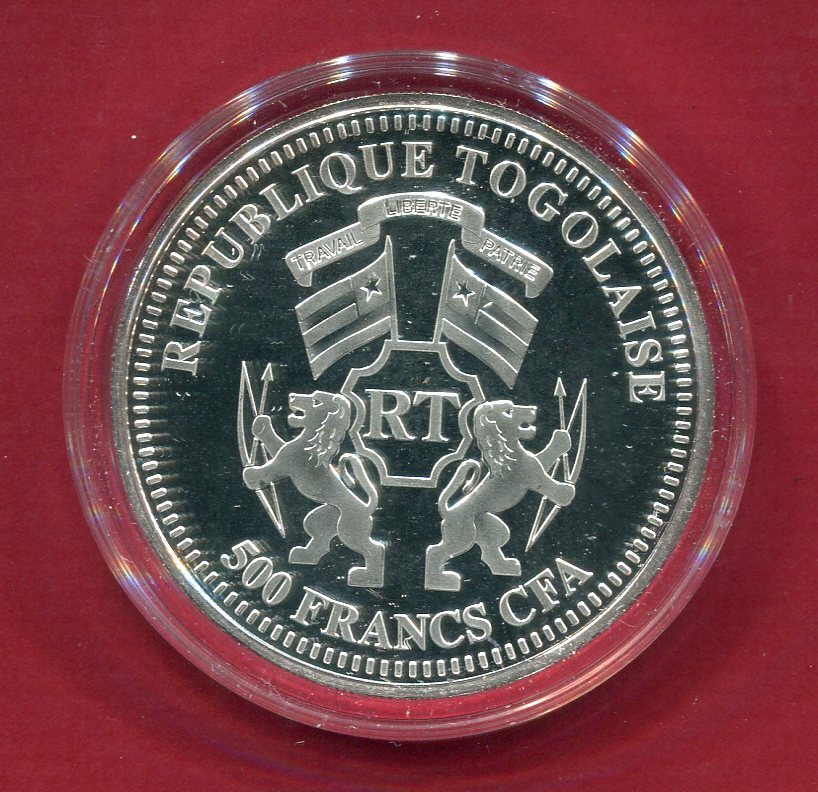 REPUBLIQUE TOGOLAISE
TRAVAIL LIBERTE PATRIE
RT
500 FRANCS CFA